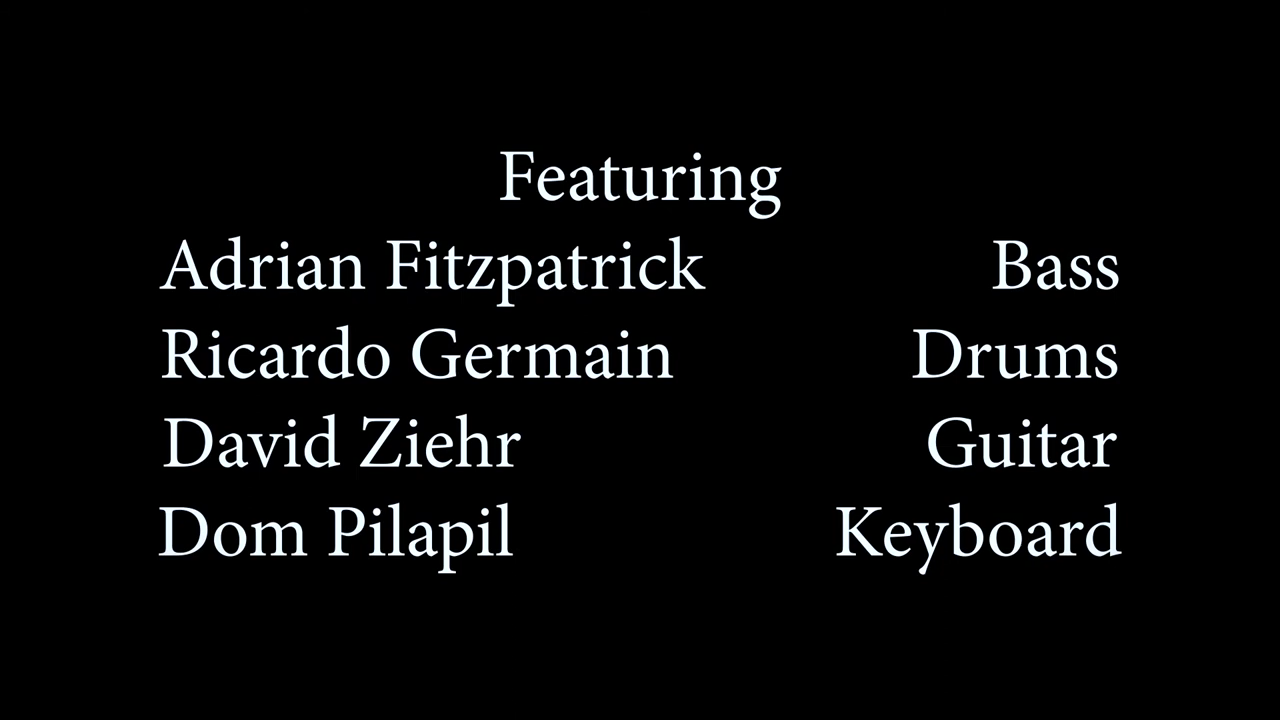 Featuring
Adrian Fitzpatrick Bass
Ricardo Germain Drums
David Ziehr Guitar
Dom Pilapil Keyboard